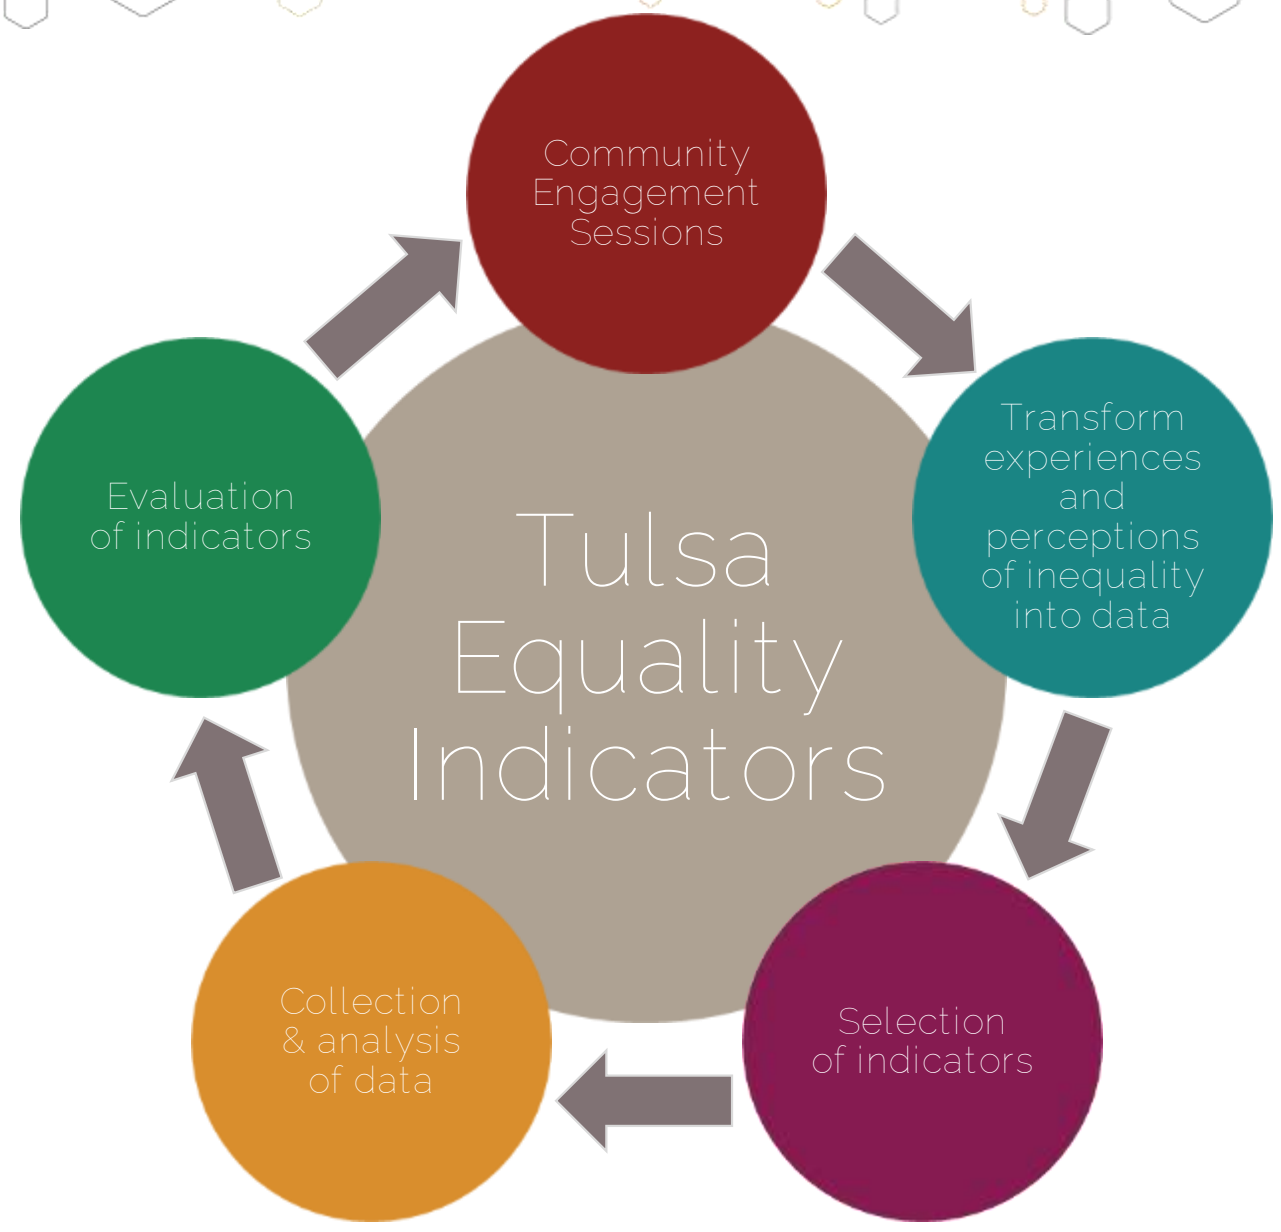 Community
Engagement
Sessions
Transform
experiences
and
perceptions
of inequality
into data
Selection
of indicators
Collection
& analysis
of data
Evaluation
of indicators
Tulsa
Equality
Indicators